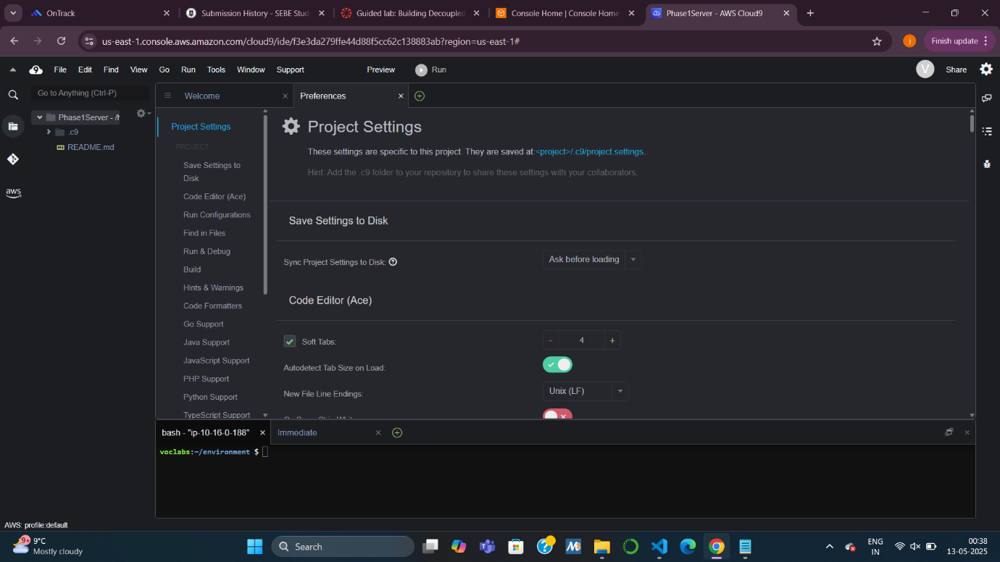 OnTrack
Submission History - SEBE Stud
Guided lab: Building Decoupled
Console Home | Console Home
Phase1Server - AWS Cloud9
us-east-1.console.aws.amazon.com/cloud9/ide/f3e3da279ffe44d88f5cc62c138883ab?region=us-east-1#
j
Finish update
9
File Edit Find View Go Run Tools Window Support Preview Run
V
Share
Go to Anything (Ctrl-P)
Welcome
Preferences
Phase1Server - /h
.c9
README.md
aws
Project Settings
PROJECT
Save Settings to
Disk
Code Editor (Ace)
Run Configurations
Find in Files
Run & Debug
Build
Hints & Warnings
Code Formatters
Go Support
Java Support
JavaScript Support
PHP Support
Python Support
TypeScript Support
Project Settings
These settings are specific to this project. They are saved at:<project>/.c9/project.settings.
Hint: Add the .c9 folder to your repository to share these settings with your collaborators.
Save Settings to Disk
Sync Project Settings to Disk:
Ask before loading
Code Editor (Ace)
Soft Tabs:
- 4 +
Autodetect Tab Size on Load:
New File Line Endings:
Unix (LF)
bash - "ip-10-16-0-188"
Immediate
voclabs:~/environment $
AWS: profile:default
9+
9°C
Mostly cloudy
Search
ENG
IN
00:38
13-05-2025